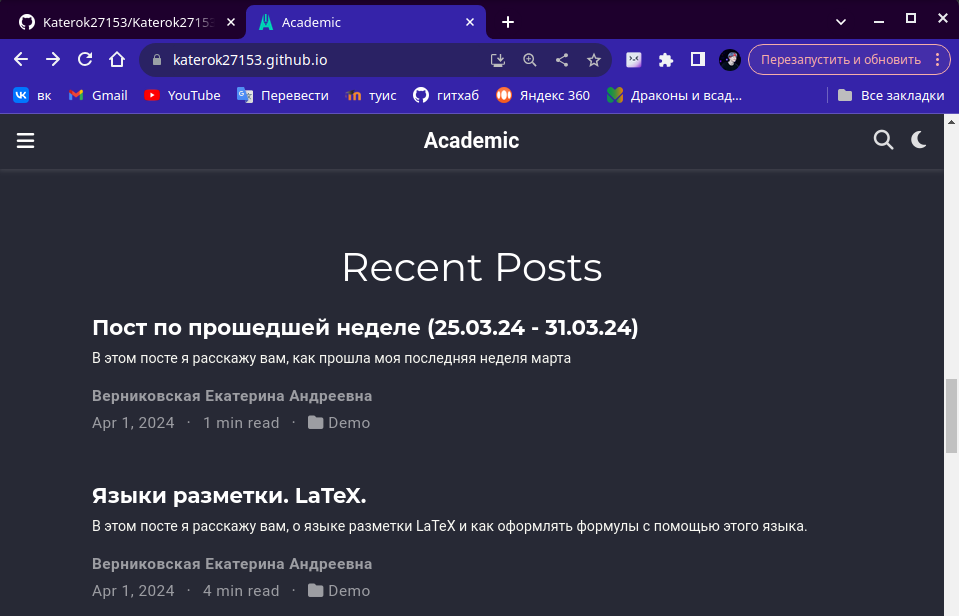 Katerok27153/Katerok27153
Academic
katerok27153.github.io
Перезапустить и обновить
вк
Gmail
YouTube
Перевести
туис
гитхаб
Яндекс 360
Драконы и всад...
Все закладки
Academic
Recent Posts
Пост по прошедшей неделе (25.03.24 - 31.03.24)
В этом посте я расскажу вам, как прошла моя последняя неделя марта
Верниковская Екатерина Андреевна
Apr 1, 2024 · 1 min read · Demo
Языки разметки. LaTeX.
В этом посте я расскажу вам, о языке разметки LaTeX и как оформлять формулы с помощью этого языка.
Верниковская Екатерина Андреевна
Apr 1, 2024 · 4 min read · Demo